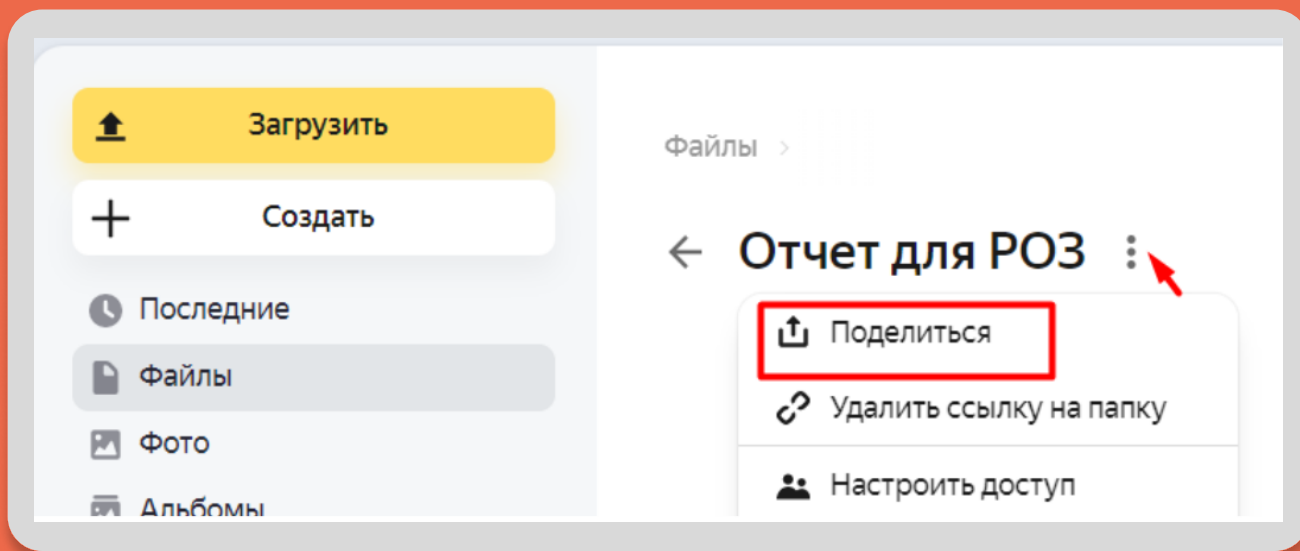 Загрузить
Создать
Последние
Файлы
Фото
Альбомы
Файлы >
Отчет для РОЗ
Поделиться
Удалить ссылку на папку
Настроить доступ